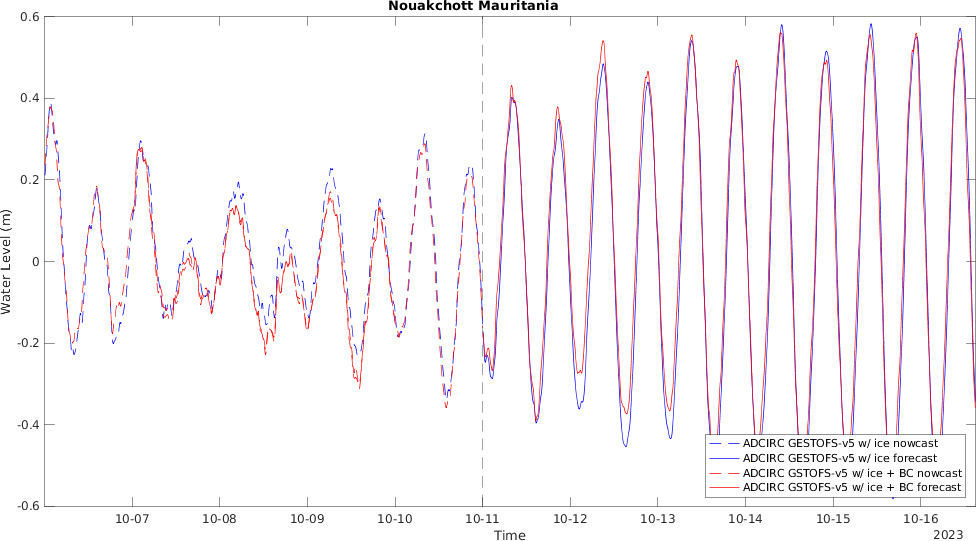 Nouakchott Mauritania
0.6
0.4
0.2
0
-0.2
-0.4
-0.6
Water Level (m)
10-07
10-08
10-09
10-10
10-11
10-12
10-13
10-14
10-15
10-16
Time
2023
ADCIRC GESTOFS-v5 w/ ice nowcast
ADCIRC GESTOFS-v5 w/ ice forecast
ADCIRC GSTOFS-v5 w/ ice + BC nowcast
ADCIRC GSTOFS-v5 w/ ice + BC forecast